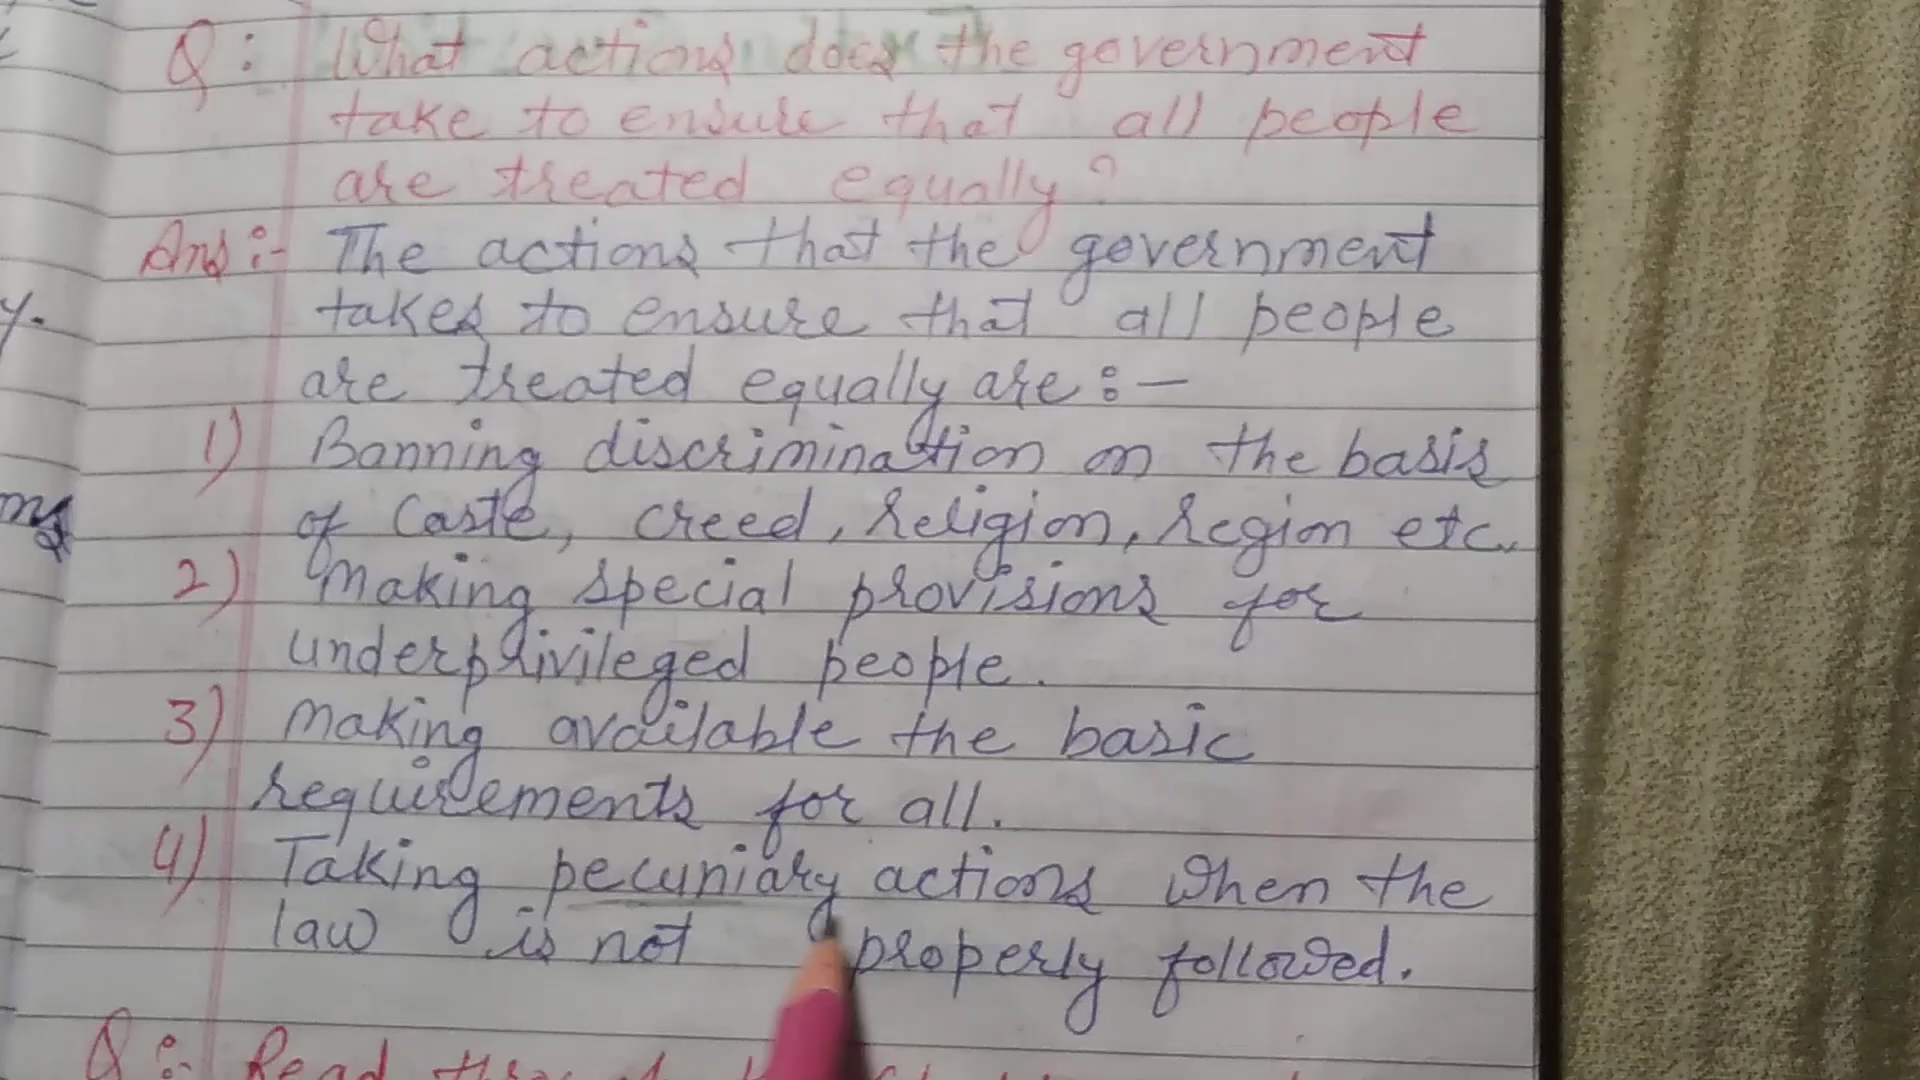 Q: What actions does the government
take to ensure that all people
are treated equally?
Ans:- The actions that the government
takes to ensure that all people
are treated equally are:-
1) Banning discrimination on the basis
of caste, creed, religion, region etc.
2) Making special provisions for
underprivileged people.
3) Making available the basic
requirements for all.
4) Taking pecuniary actions when the
law is not properly followed.
Q:- Read